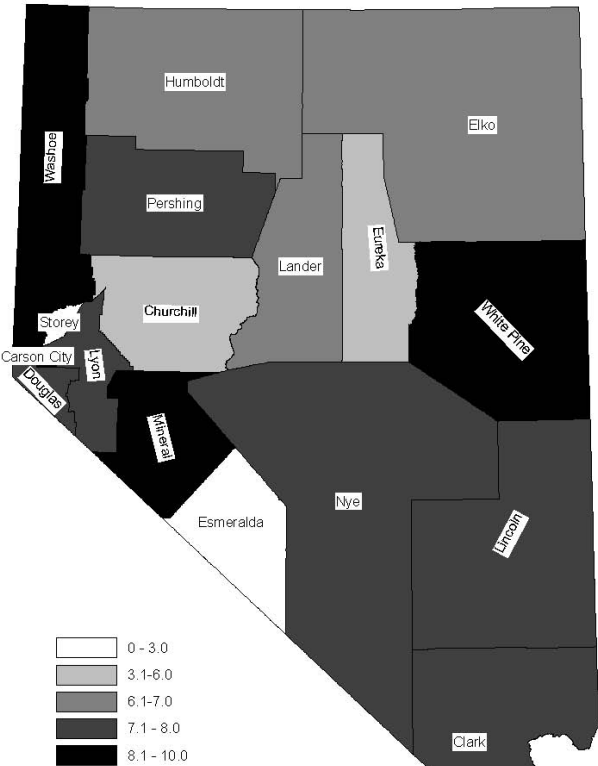 Humboldt
Elko
Washoe
Pershing
Eureka
Lander
Churchill
White Pine
Storey
Carson City
Lyon
Douglas
Mineral
Nye
Esmeralda
Lincoln
0 - 3.0
3.1-6.0
6.1-7.0
7.1 - 8.0
8.1 - 10.0
Clark